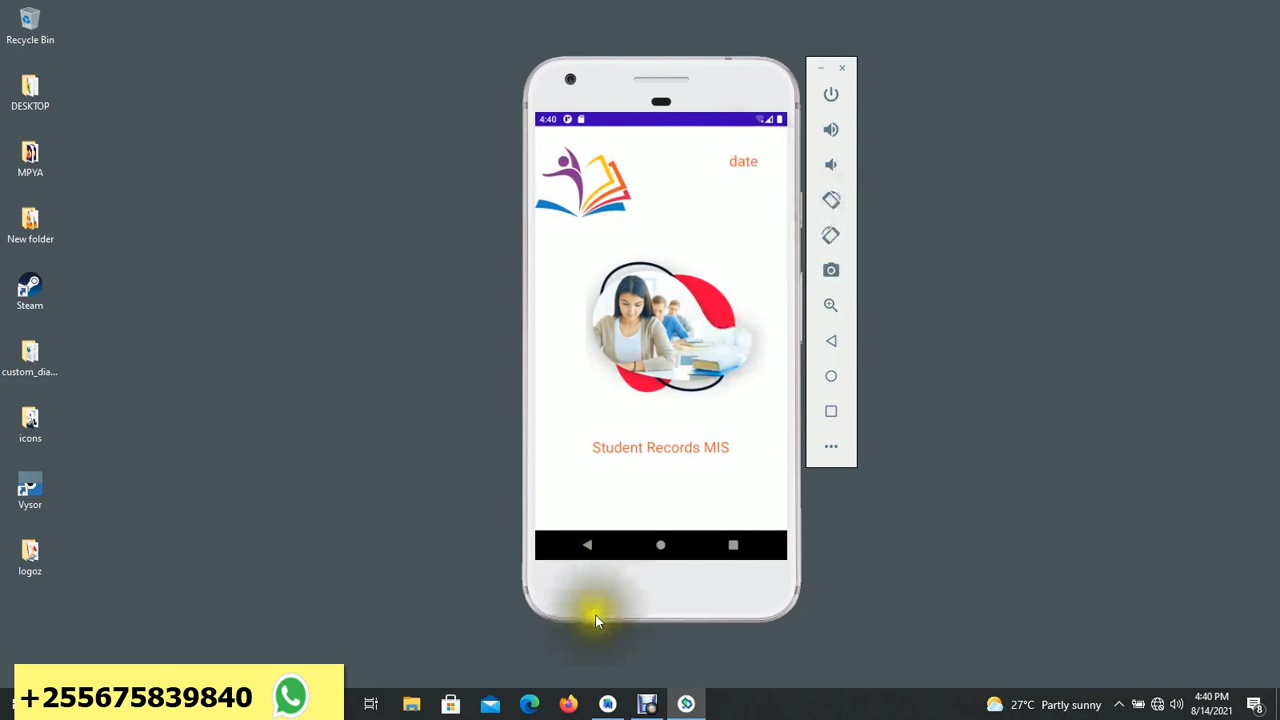 Recycle Bin
DESKTOP
MPYA
New folder
Steam
custom_dia...
icons
Vysor
logoz
4:40
date
Student Records MIS
+255675839840
27°C Partly sunny
4:40 PM
8/14/2021
8